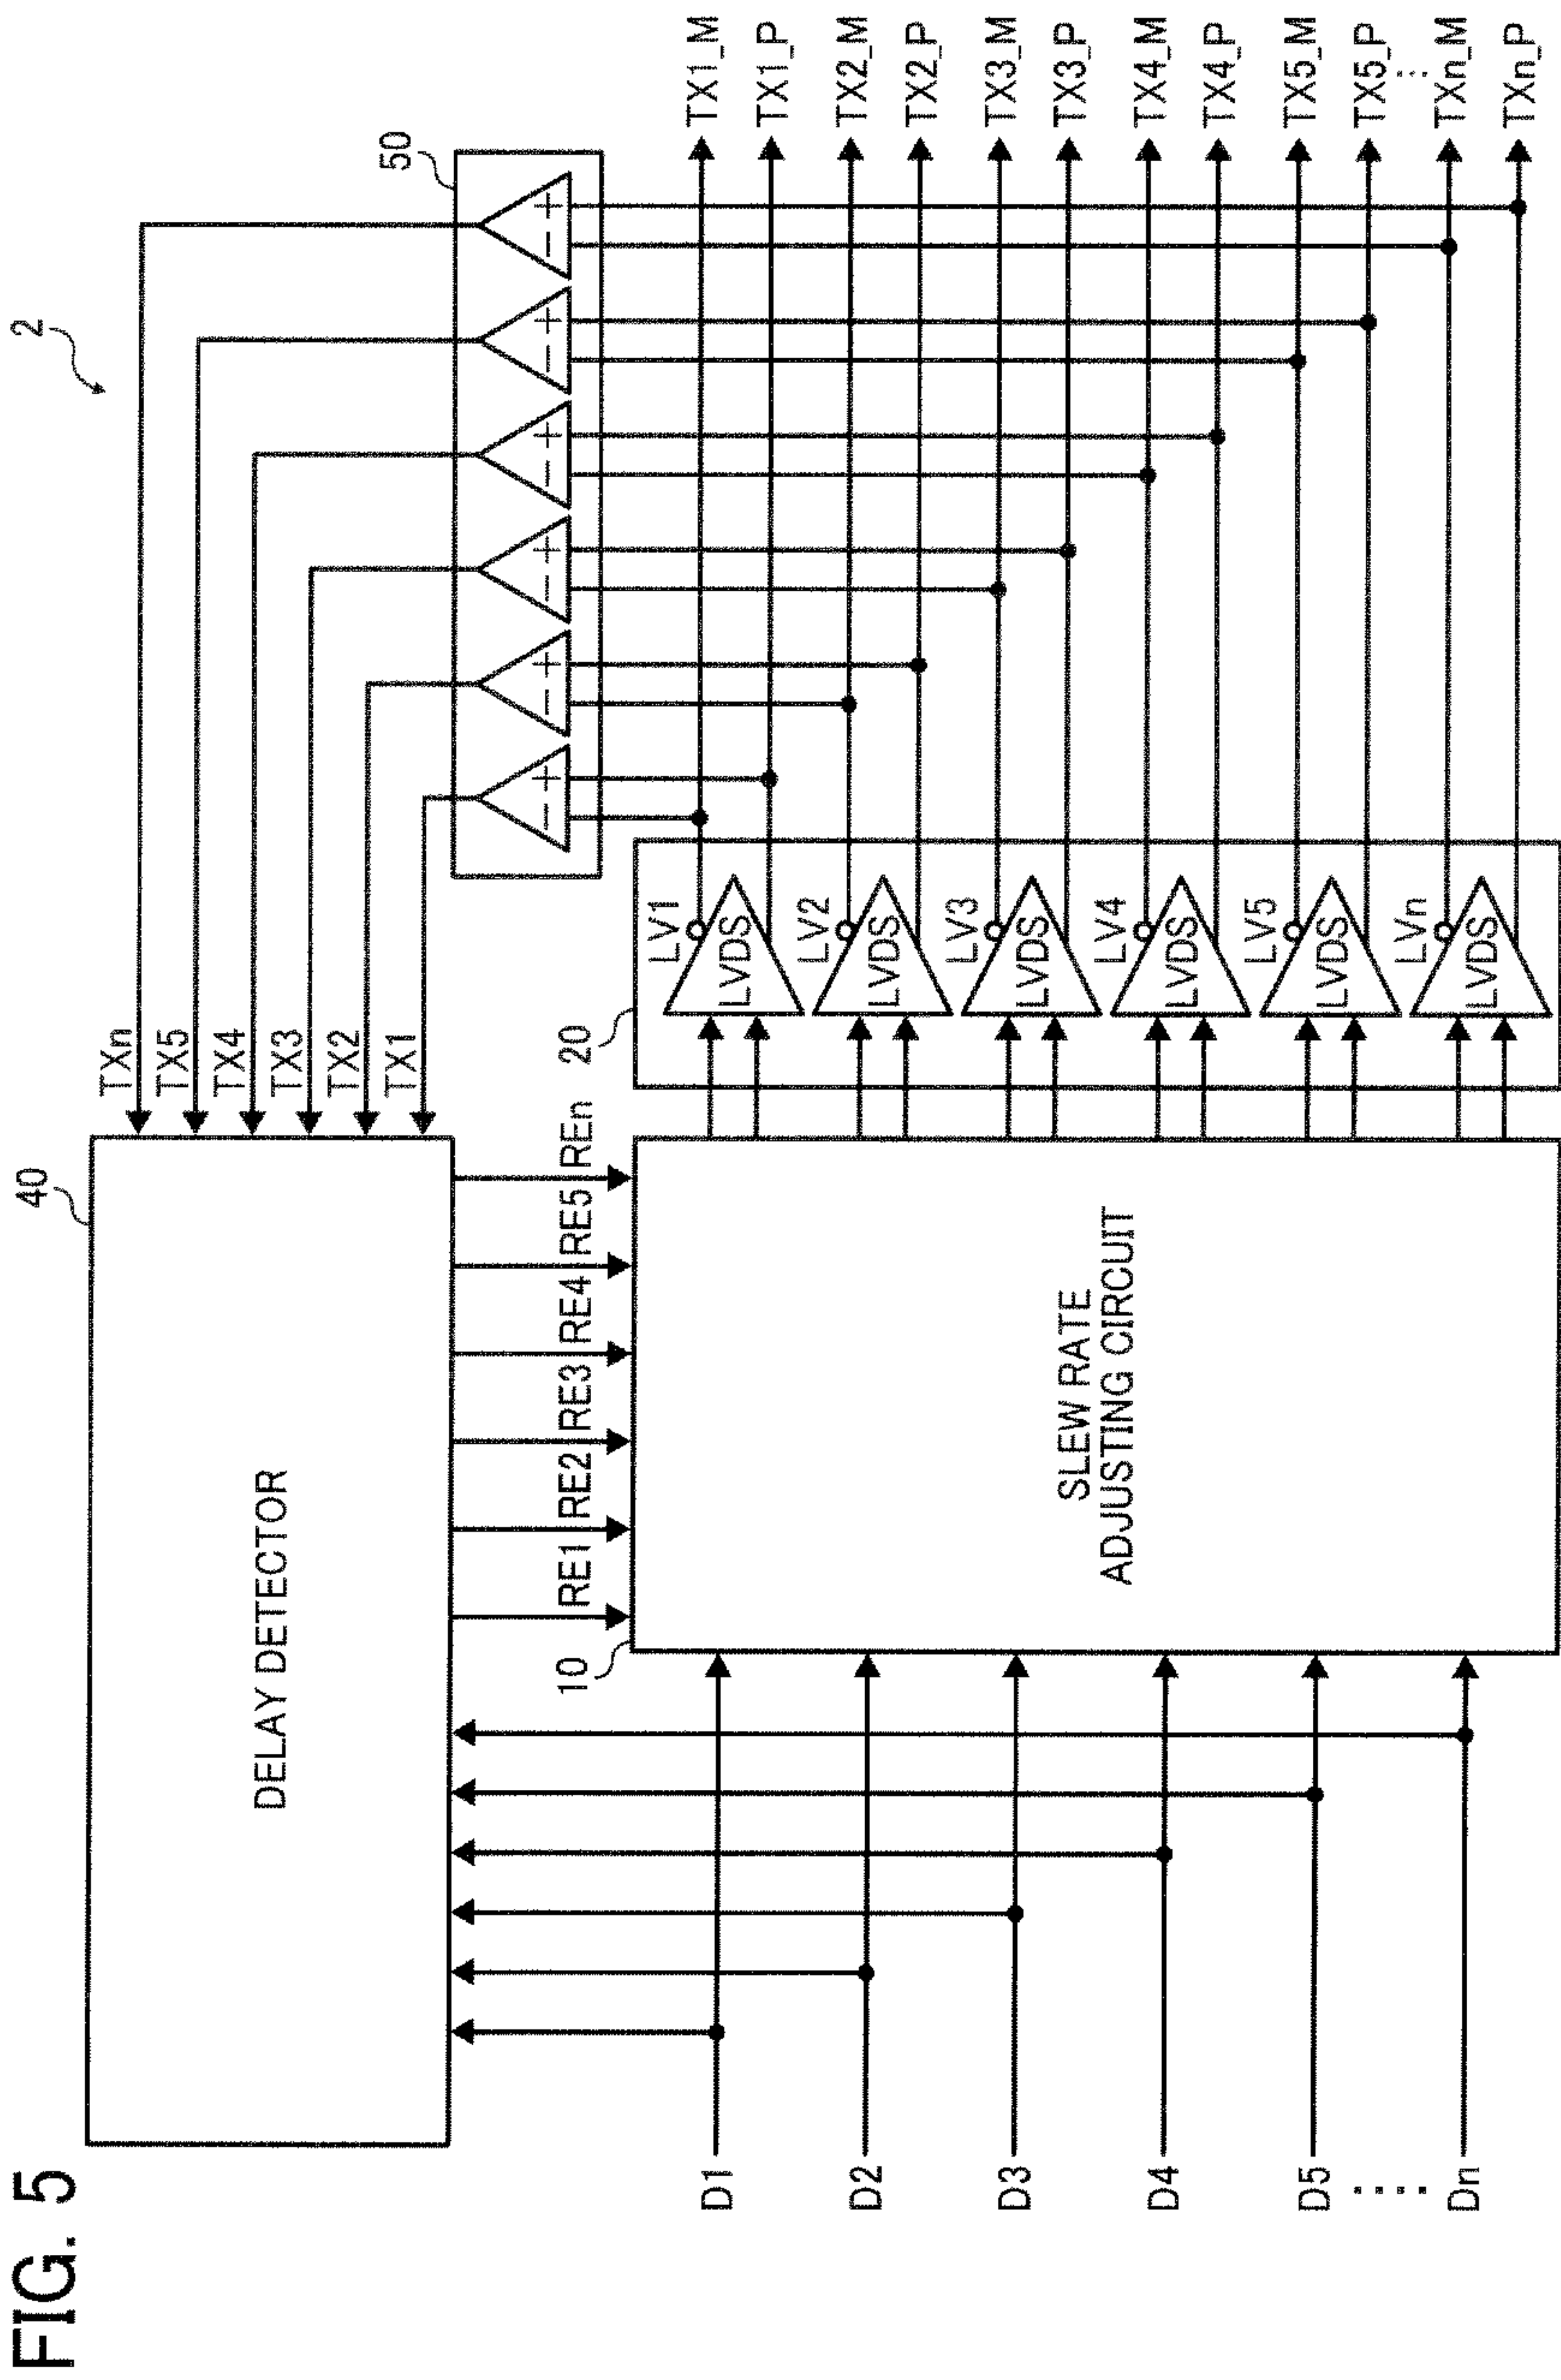 FIG. 5
2
40
DELAY DETECTOR
TXn
TX5
TX4
TX3
TX2
TX1
50
− +
− +
− +
− +
− +
− +
RE1
RE2
RE3
RE4
RE5
REn
10
SLEW RATE
ADJUSTING CIRCUIT
20
D1
D2
D3
D4
D5
.....
Dn
LV1
LVDS
LV2
LVDS
LV3
LVDS
LV4
LVDS
LV5
LVDS
LVn
LVDS
TX1_M
TX1_P
TX2_M
TX2_P
TX3_M
TX3_P
TX4_M
TX4_P
TX5_M
TX5_P
...
TXn_M
TXn_P